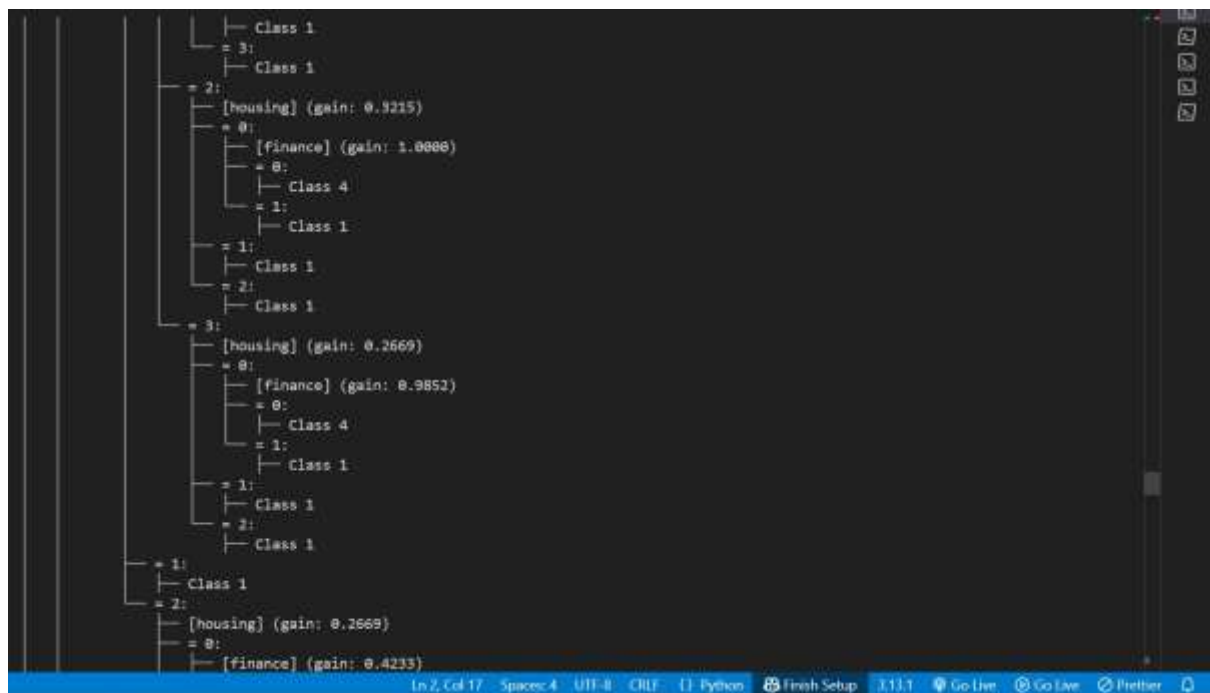 Class 1
= 3:
Class 1
= 2:
[housing] (gain: 0.3215)
= 0:
[finance] (gain: 1.0000)
= 0:
Class 4
= 1:
Class 1
= 1:
Class 1
= 2:
Class 1
= 3:
[housing] (gain: 0.2669)
= 0:
[finance] (gain: 0.9852)
= 0:
Class 4
= 1:
Class 1
= 1:
Class 1
= 2:
Class 1
= 1:
Class 1
= 2:
[housing] (gain: 0.2669)
= 0:
[finance] (gain: 0.4233)
Ln 2, Col 17 Spaces: 4 UTF-8 CRLF {} Python Finish Setup 3.13.1 Go Live Go Live Prettier